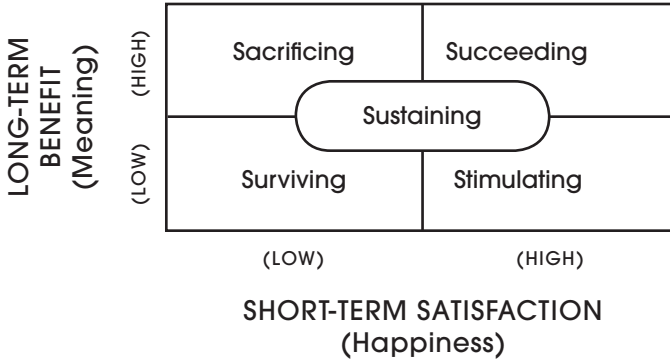 LONG-TERM
BENEFIT
(Meaning)
(HIGH)
(LOW)
Sacrificing
Succeeding
Sustaining
Surviving
Stimulating
(LOW)
(HIGH)
SHORT-TERM SATISFACTION
(Happiness)